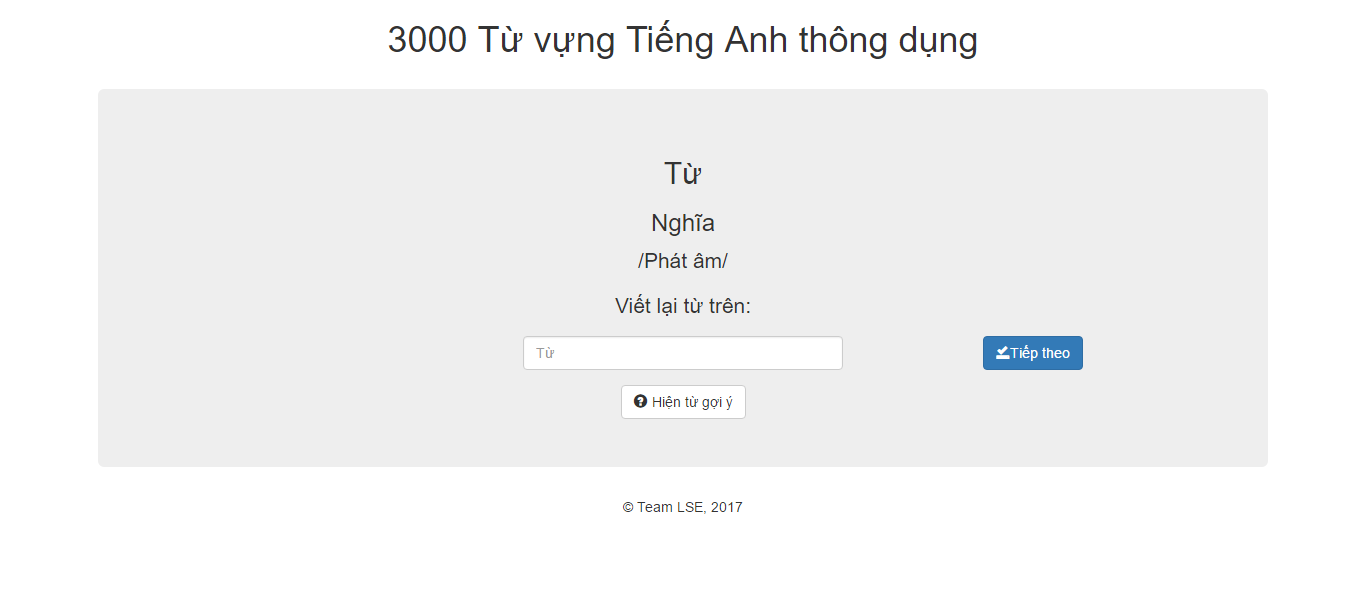 3000 Từ vựng Tiếng Anh thông dụng
Từ
Nghĩa
/Phát âm/
Viết lại từ trên:
Từ
Tiếp theo
Hiện từ gợi ý
© Team LSE, 2017